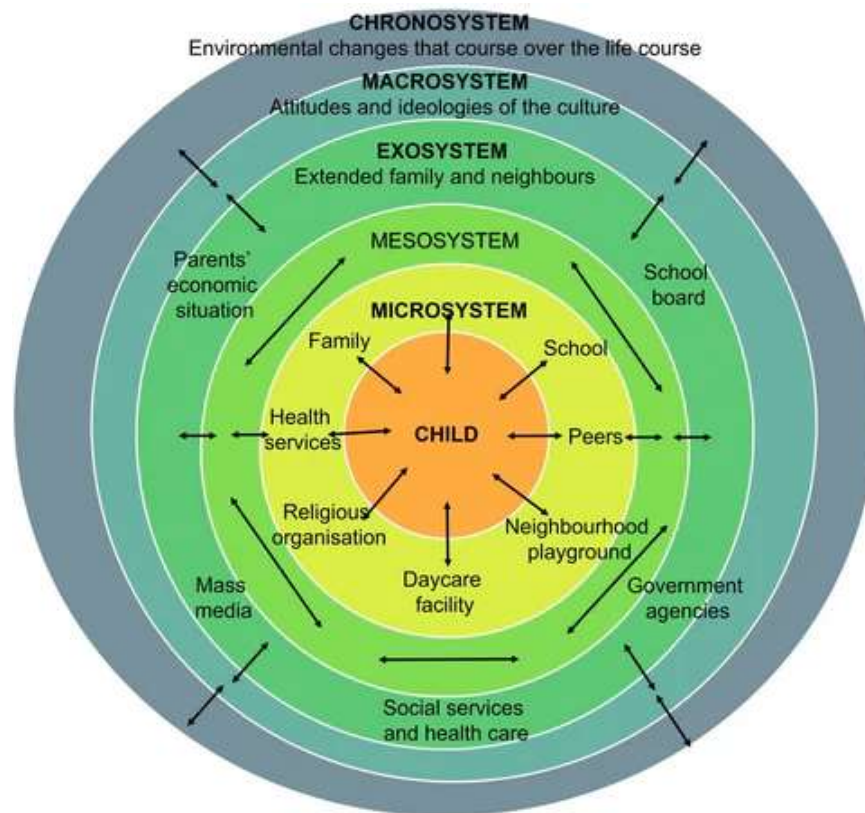 CHRONOSYSTEM
Environmental changes that course over the life course
MACROSYSTEM
Attitudes and ideologies of the culture
EXOSYSTEM
Extended family and neighbours
MESOSYSTEM
Parents'
economic
situation
School
board
MICROSYSTEM
Family
School
Health
services
CHILD
Peers
Religious
organisation
Neighbourhood
playground
Daycare
facility
Mass
media
Government
agencies
Social services
and health care